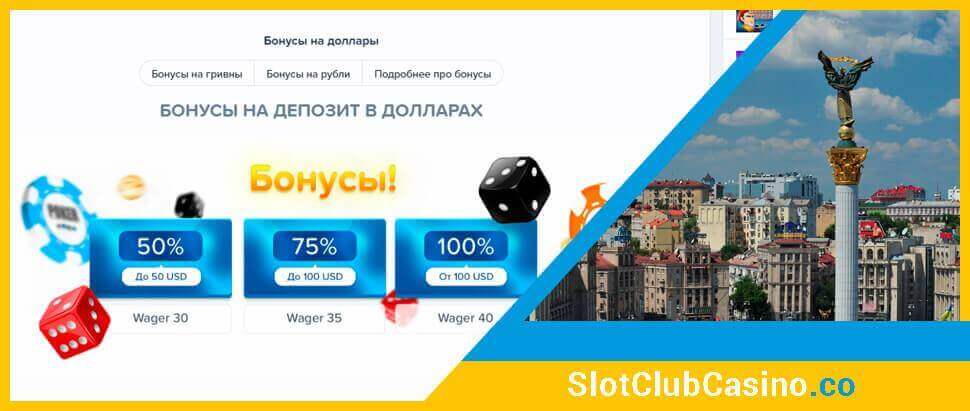 Бонусы на доллары
Бонусы на гривны Бонусы на рубли Подробнее про бонусы
БОНУСЫ НА ДЕПОЗИТ В ДОЛЛАРАХ
Бонусы!
POKER
50% 75% 100%
До 50 USD До 100 USD От 100 USD
Wager 30 Wager 35 Wager 40
SlotClubCasino.co